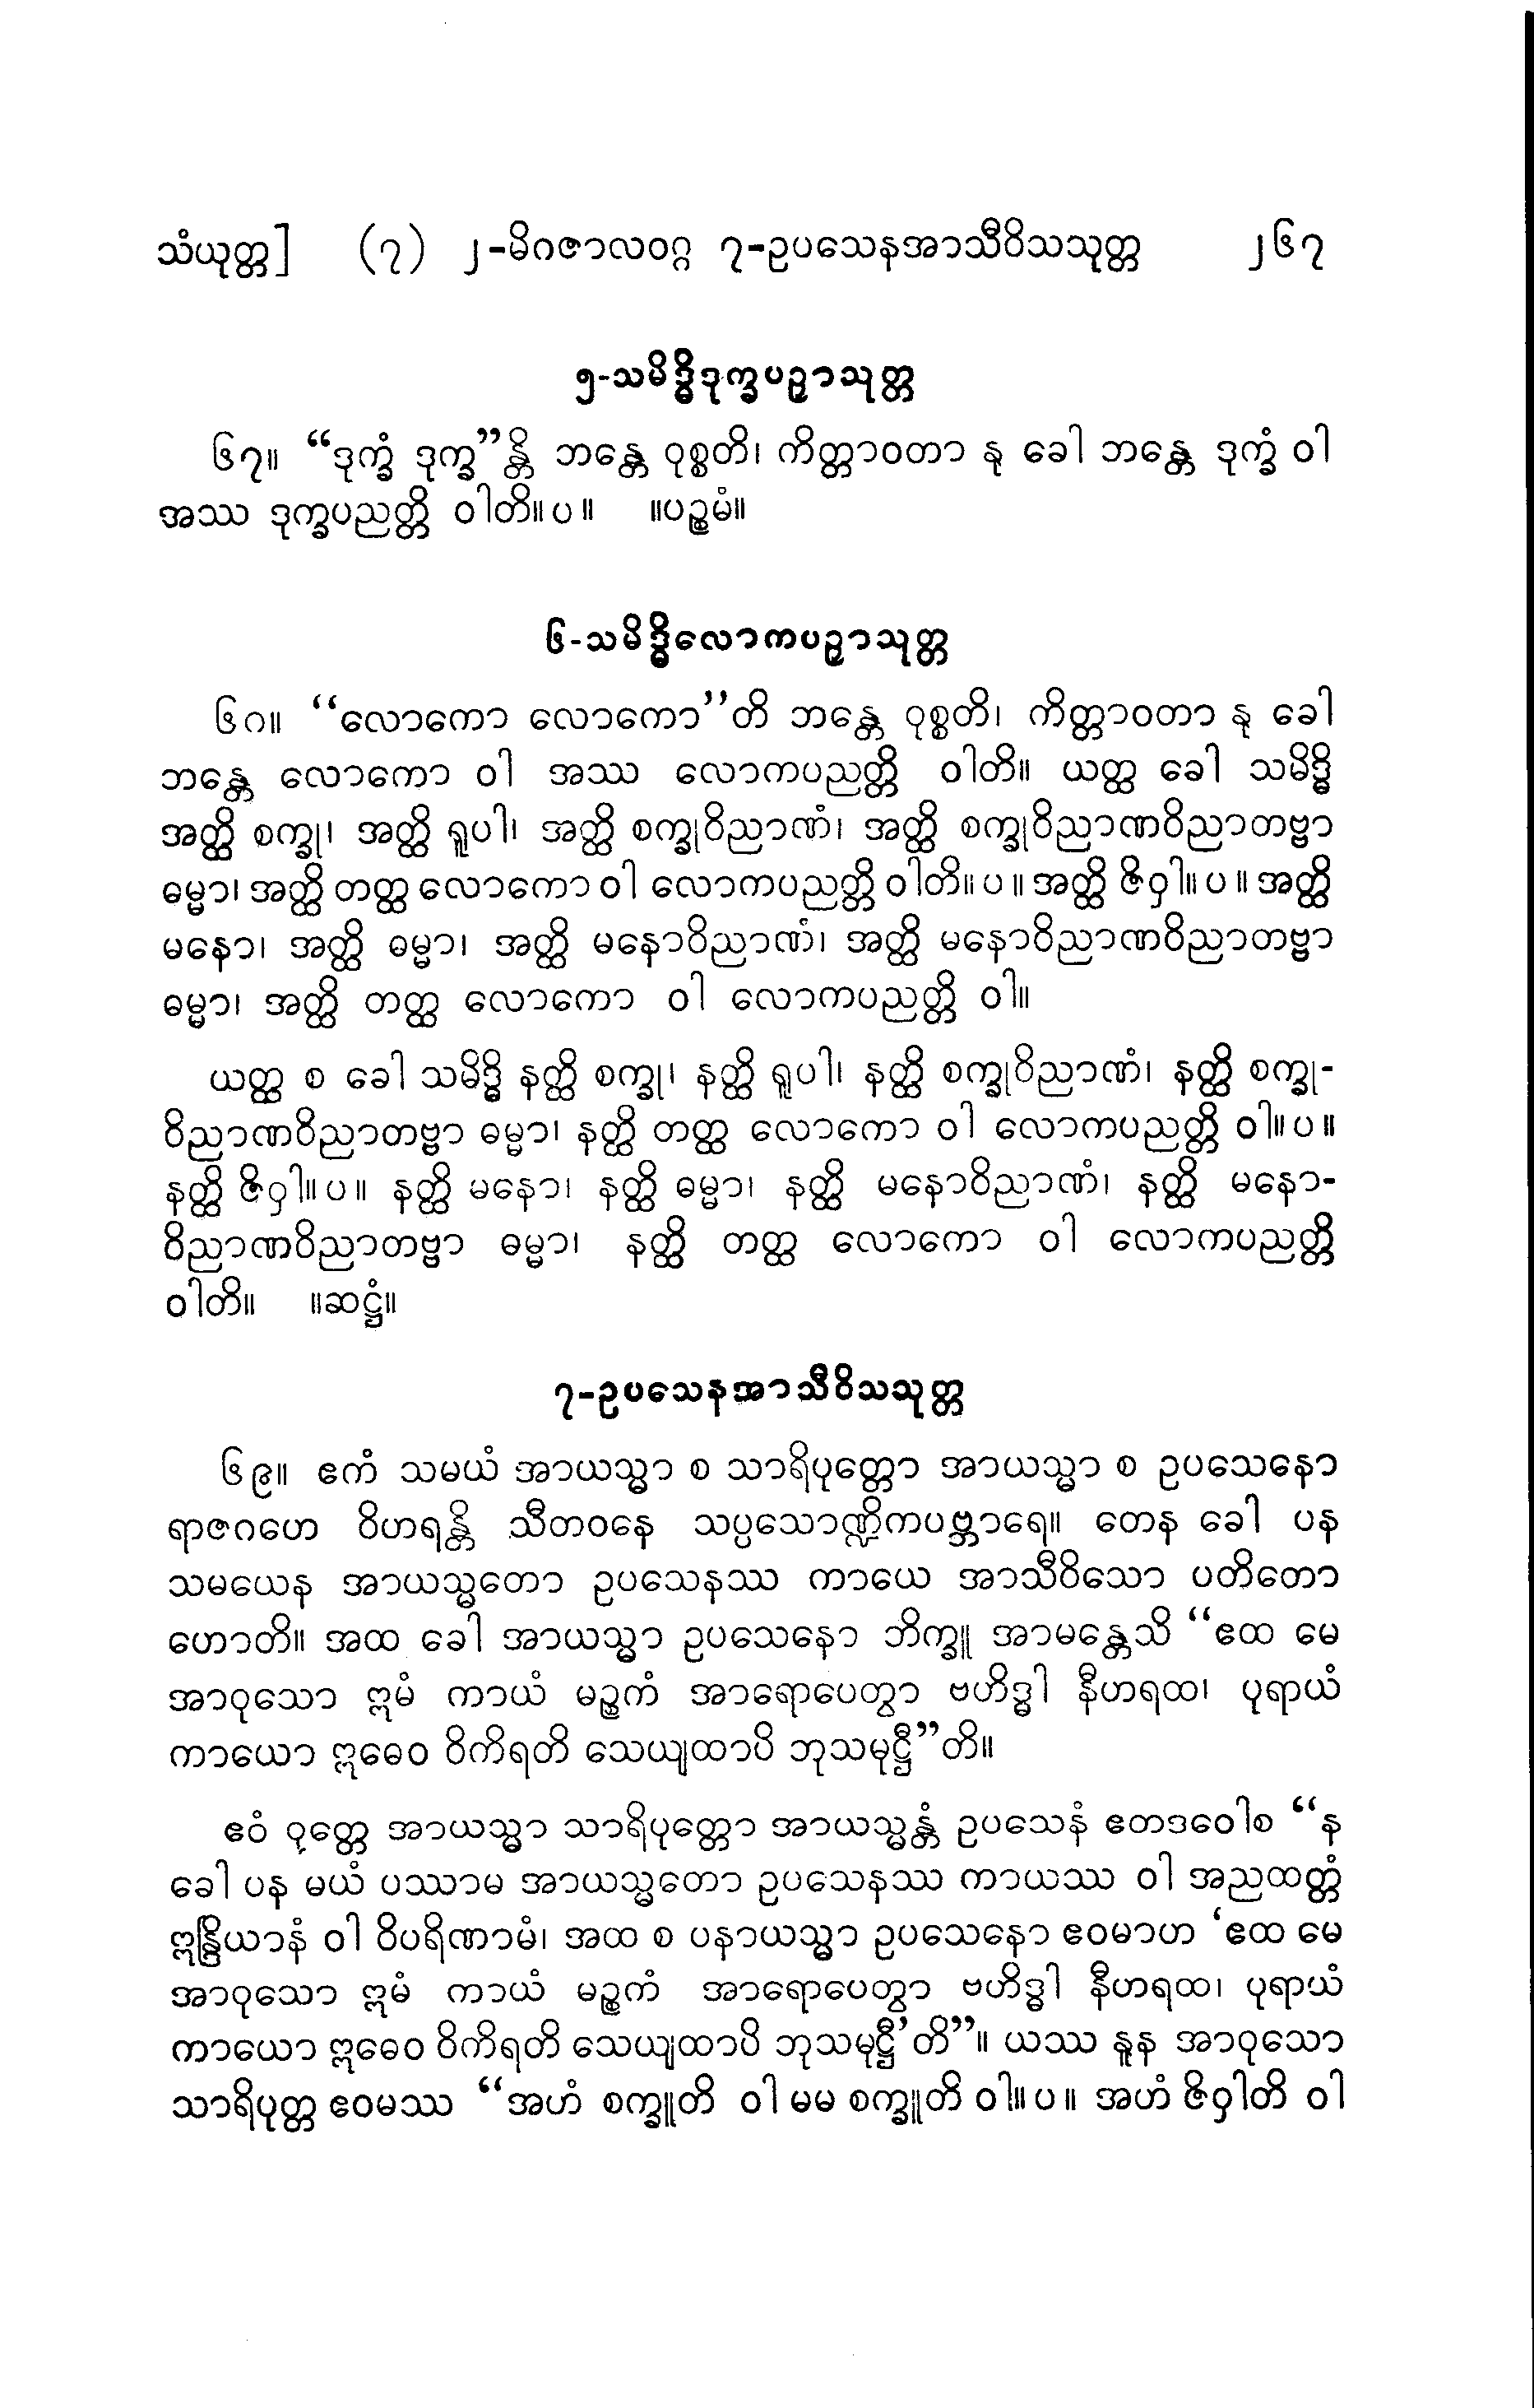 သံယုတ္တ] (၇) ၂-မိဂဇာလဝဂ္ဂ ၇-ဥပသေနအာသီဝိသသုတ္တ ၂၆၇
၅-သမိဒ္ဓိဒုက္ခပဥှာသုတ္တ
၆၇။ “ဒုက္ခံ ဒုက္ခ”န္တိ ဘန္တေ ဝုစ္စတိ၊ ကိတ္တာဝတာ နု ခေါ ဘန္တေ ဒုက္ခံ ဝါ
အဿ ဒုက္ခပညတ္တိ ဝါတိ။ပ။ ။ပဉ္စမံ။
၆-သမိဒ္ဓိလောကပဥှာသုတ္တ
၆၈။ “လောကော လောကော”တိ ဘန္တေ ဝုစ္စတိ၊ ကိတ္တာဝတာ နု ခေါ
ဘန္တေ လောကော ဝါ အဿ လောကပညတ္တိ ဝါတိ။ ယတ္ထ ခေါ သမိဒ္ဓိ
အတ္ထိ စက္ခု၊ အတ္ထိ ရူပါ၊ အတ္ထိ စက္ခုဝိညာဏံ၊ အတ္ထိ စက္ခုဝိညာဏဝိညာတဗ္ဗာ
ဓမ္မာ၊ အတ္ထိ တတ္ထ လောကော ဝါ လောကပညတ္တိ ဝါတိ။ပ။ အတ္ထိ ဇိဝှါ။ပ။ အတ္ထိ
မနော၊ အတ္ထိ ဓမ္မာ၊ အတ္ထိ မနောဝိညာဏံ၊ အတ္ထိ မနောဝိညာဏဝိညာတဗ္ဗာ
ဓမ္မာ၊ အတ္ထိ တတ္ထ လောကော ဝါ လောကပညတ္တိ ဝါ။
ယတ္ထ စ ခေါ သမိဒ္ဓိ နတ္ထိ စက္ခု၊ နတ္ထိ ရူပါ၊ နတ္ထိ စက္ခုဝိညာဏံ၊ နတ္ထိ စက္ခု-
ဝိညာဏဝိညာတဗ္ဗာ ဓမ္မာ၊ နတ္ထိ တတ္ထ လောကော ဝါ လောကပညတ္တိ ဝါ။ပ။
နတ္ထိ ဇိဝှါ။ပ။ နတ္ထိ မနော၊ နတ္ထိ ဓမ္မာ၊ နတ္ထိ မနောဝိညာဏံ၊ နတ္ထိ မနော-
ဝိညာဏဝိညာတဗ္ဗာ ဓမ္မာ၊ နတ္ထိ တတ္ထ လောကော ဝါ လောကပညတ္တိ
ဝါတိ။ ။ဆဋ္ဌံ။
၇-ဥပသေနအာသီဝိသသုတ္တ
၆၉။ ဧကံ သမယံ အာယသ္မာ စ သာရိပုတ္တော အာယသ္မာ စ ဥပသေနော
ရာဇဂဟေ ဝိဟရန္တိ သီတဝနေ သပ္ပသောဏ္ဍိကပဗ္ဘာရေ။ တေန ခေါ ပန
သမယေန အာယသ္မတော ဥပသေနဿ ကာယေ အာသီဝိသော ပတိတော
ဟောတိ။ အထ ခေါ အာယသ္မာ ဥပသေနော ဘိက္ခူ အာမန္တေသိ “ဧထ မေ
အာဝုသော ဣမံ ကာယံ မဉ္စကံ အာရောပေတွာ ဗဟိဒ္ဓါ နီဟရထ၊ ပုရာယံ
ကာယော ဣဓေဝ ဝိကိရတိ သေယျထာပိ ဘုသမုဋ္ဌီ”တိ။
ဧဝံ ဝုတ္တေ အာယသ္မာ သာရိပုတ္တော အာယသ္မန္တံ ဥပသေနံ ဧတဒဝေါစ “န
ခေါ ပန မယံ ပဿာမ အာယသ္မတော ဥပသေနဿ ကာယဿ ဝါ အညထတ္တံ
ဣန္ဒြိယာနံ ဝါ ဝိပရိဏာမံ၊ အထ စ ပနာယသ္မာ ဥပသေနော ဧဝမာဟ ‘ဧထ မေ
အာဝုသော ဣမံ ကာယံ မဉ္စကံ အာရောပေတွာ ဗဟိဒ္ဓါ နီဟရထ၊ ပုရာယံ
ကာယော ဣဓေဝ ဝိကိရတိ သေယျထာပိ ဘုသမုဋ္ဌီ’တိ”။ ယဿ နူန အာဝုသော
သာရိပုတ္တ ဧဝမဿ “အဟံ စက္ခူတိ ဝါ မမ စက္ခူတိ ဝါ။ပ။ အဟံ ဇိဝှါတိ ဝါ